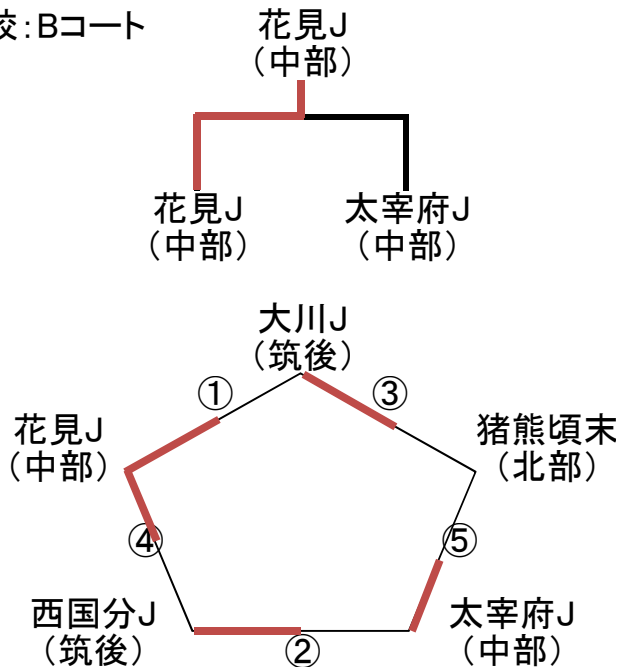 校:Bコート
花見J
(中部)
花見J
(中部)
太宰府J
(中部)
大川J
(筑後)
①
③
花見J
(中部)
猪熊頃末
(北部)
④
⑤
西国分J
(筑後)
②
太宰府J
(中部)